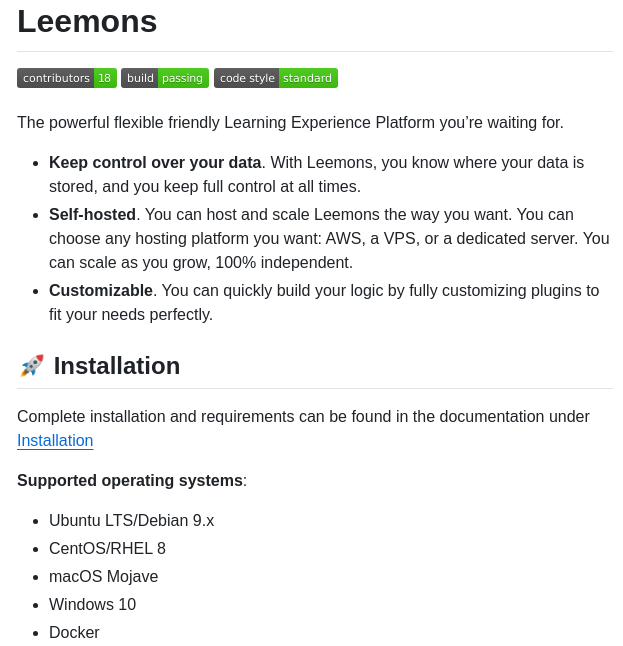 Leemons
contributors 18 build passing code style standard
The powerful flexible friendly Learning Experience Platform you’re waiting for.
Keep control over your data. With Leemons, you know where your data is
stored, and you keep full control at all times.
Self-hosted. You can host and scale Leemons the way you want. You can
choose any hosting platform you want: AWS, a VPS, or a dedicated server. You
can scale as you grow, 100% independent.
Customizable. You can quickly build your logic by fully customizing plugins to
fit your needs perfectly.
🚀 Installation
Complete installation and requirements can be found in the documentation under
Installation
Supported operating systems:
Ubuntu LTS/Debian 9.x
CentOS/RHEL 8
macOS Mojave
Windows 10
Docker